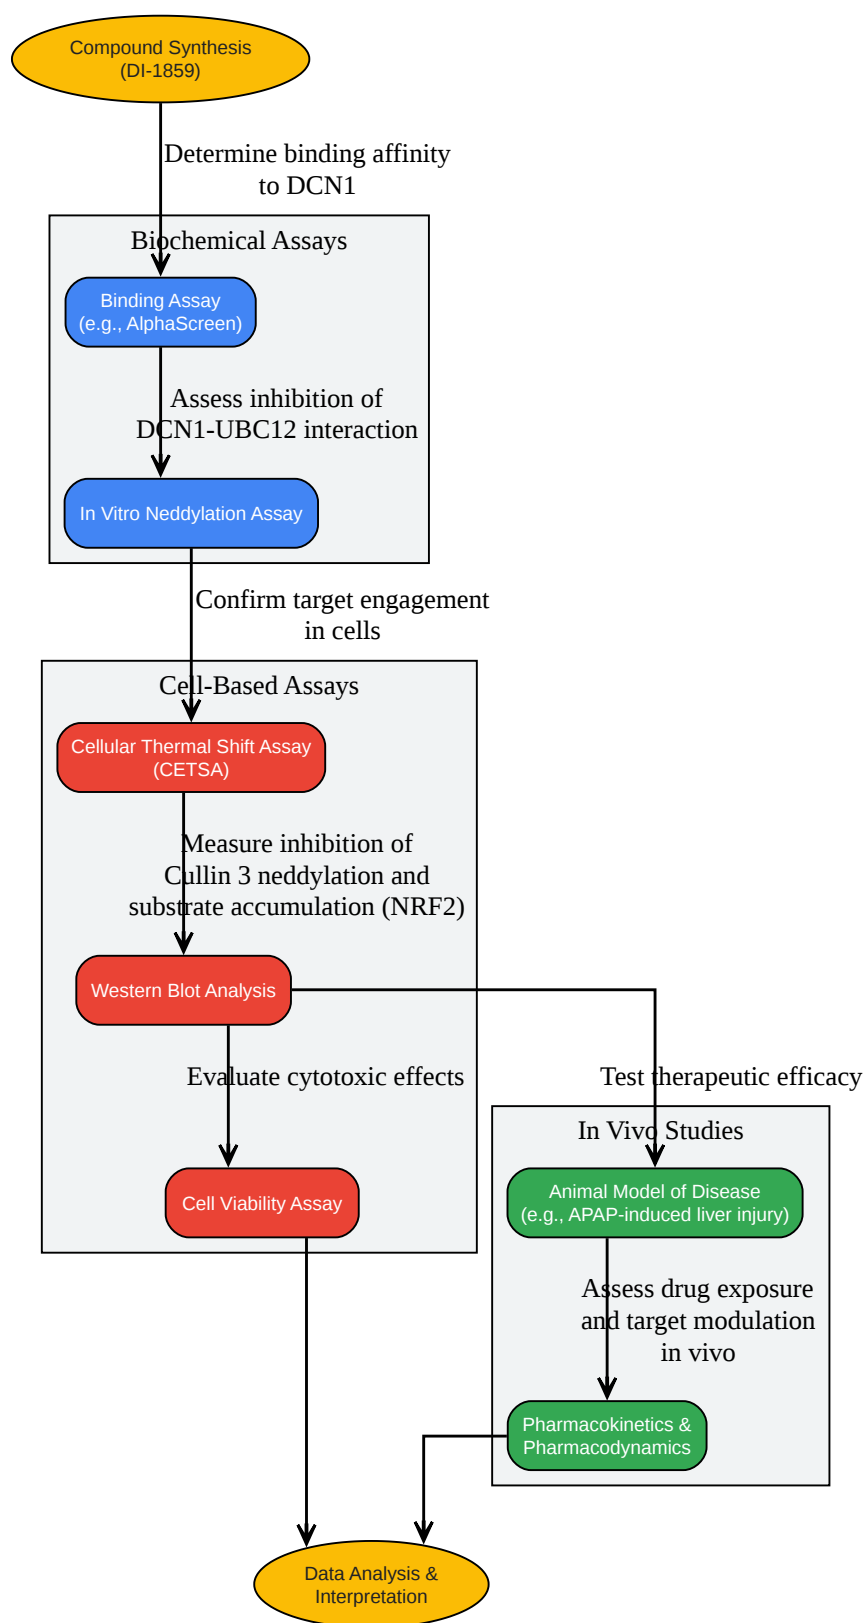 Compound Synthesis
(DI-1859)
Determine binding affinity
to DCN1
Biochemical Assays
Binding Assay
(e.g., AlphaScreen)
Assess inhibition of
DCN1-UBC12 interaction
In Vitro Neddylation Assay
Confirm target engagement
in cells
Cell-Based Assays
Cellular Thermal Shift Assay
(CETSA)
Measure inhibition of
Cullin 3 neddylation and
substrate accumulation (NRF2)
Western Blot Analysis
Evaluate cytotoxic effects
Test therapeutic efficacy
In Vivo Studies
Cell Viability Assay
Animal Model of Disease
(e.g., APAP-induced liver injury)
Assess drug exposure
and target modulation
in vivo
Pharmacokinetics &
Pharmacodynamics
Data Analysis &
Interpretation